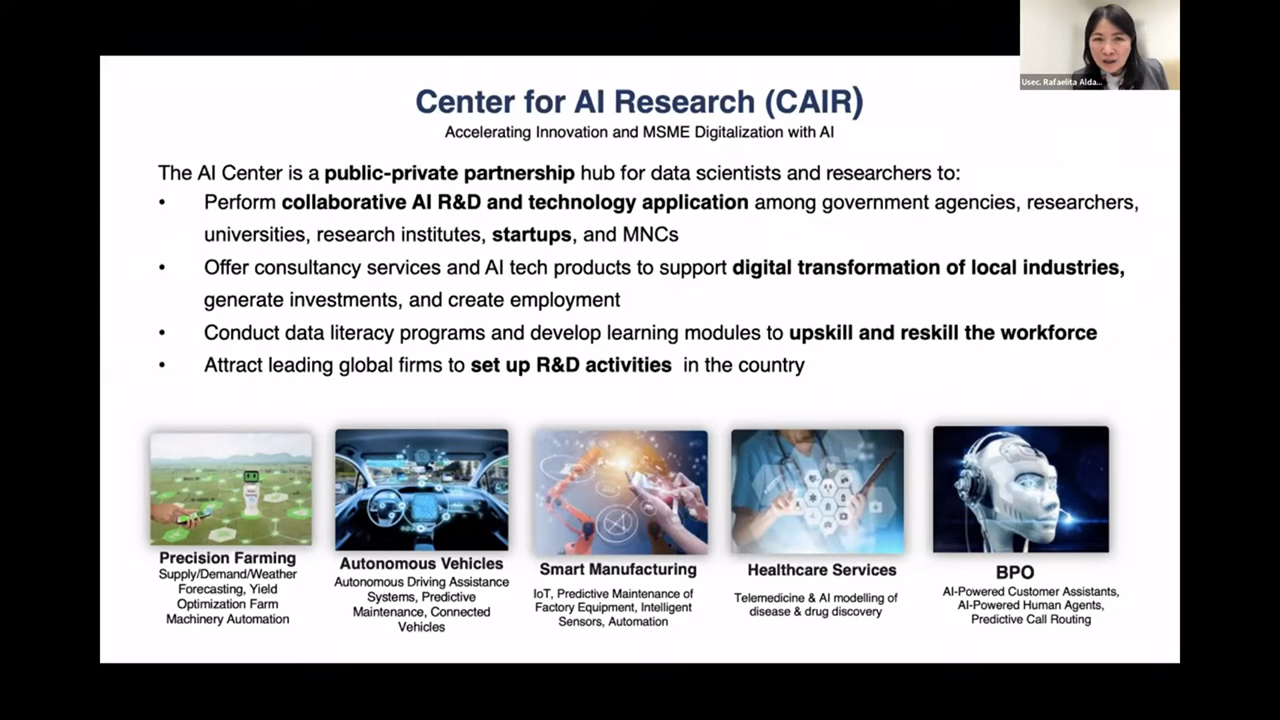 Usec. Rafaelita Alda...
Center for AI Research (CAIR)
Accelerating Innovation and MSME Digitalization with AI
The AI Center is a public-private partnership hub for data scientists and researchers to:
• Perform collaborative AI R&D and technology application among government agencies, researchers,
universities, research institutes, startups, and MNCs
• Offer consultancy services and AI tech products to support digital transformation of local industries,
generate investments, and create employment
• Conduct data literacy programs and develop learning modules to upskill and reskill the workforce
• Attract leading global firms to set up R&D activities in the country
Precision Farming
Supply/Demand/Weather
Forecasting, Yield
Optimization Farm
Machinery Automation
Autonomous Vehicles
Autonomous Driving Assistance
Systems, Predictive
Maintenance, Connected
Vehicles
Smart Manufacturing
IoT, Predictive Maintenance of
Factory Equipment, Intelligent
Sensors, Automation
Healthcare Services
Telemedicine & AI modelling of
disease & drug discovery
BPO
AI-Powered Customer Assistants,
AI-Powered Human Agents,
Predictive Call Routing